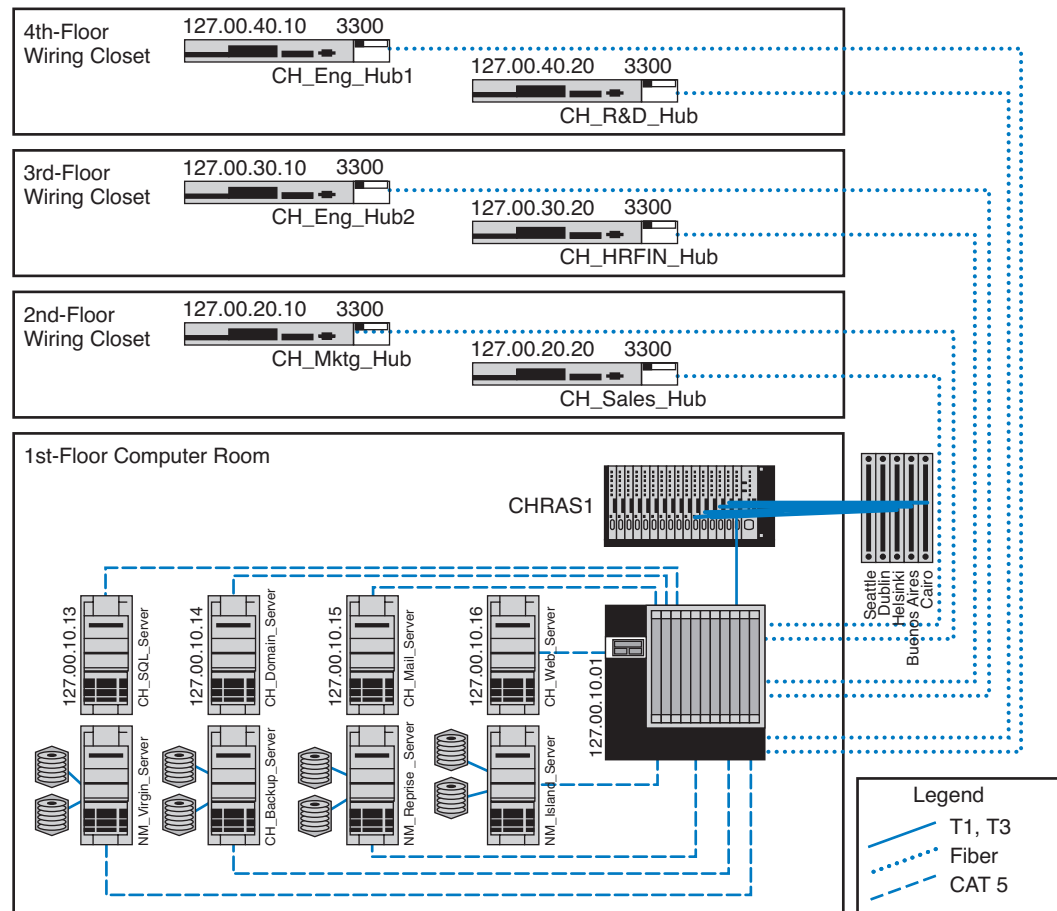 4th-Floor
Wiring Closet
127.00.40.10 3300
CH_Eng_Hub1
127.00.40.20 3300
CH_R&D_Hub
3rd-Floor
Wiring Closet
127.00.30.10 3300
CH_Eng_Hub2
127.00.30.20 3300
CH_HRFIN_Hub
2nd-Floor
Wiring Closet
127.00.20.10 3300
CH_Mktg_Hub
127.00.20.20 3300
CH_Sales_Hub
1st-Floor Computer Room
CHRAS1
Seattle
Dublin
Helsinki
Buenos Aires
Cairo
127.00.10.13
CH_SQL_Server
127.00.10.14
CH_Domain_Server
127.00.10.15
CH_Mail_Server
127.00.10.16
CH_Web_Server
127.00.10.01
NM_Virgin_Server
CH_Backup_Server
NM_Reprise_Server
NM_Island_Server
Legend
T1, T3
Fiber
CAT 5